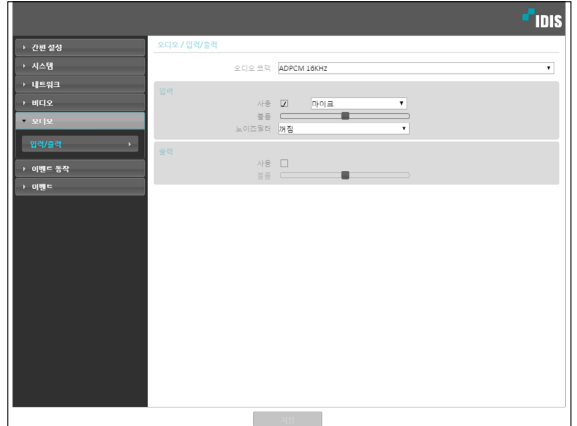 IDIS
간편 설정
시스템
네트워크
비디오
오디오
입력/출력
이벤트 동작
이벤트
오디오 / 입력/출력
오디오 코덱 ADPCM 16KHz
입력
사용 마이크
볼륨
노이즈필터 꺼짐
출력
사용
볼륨
저장